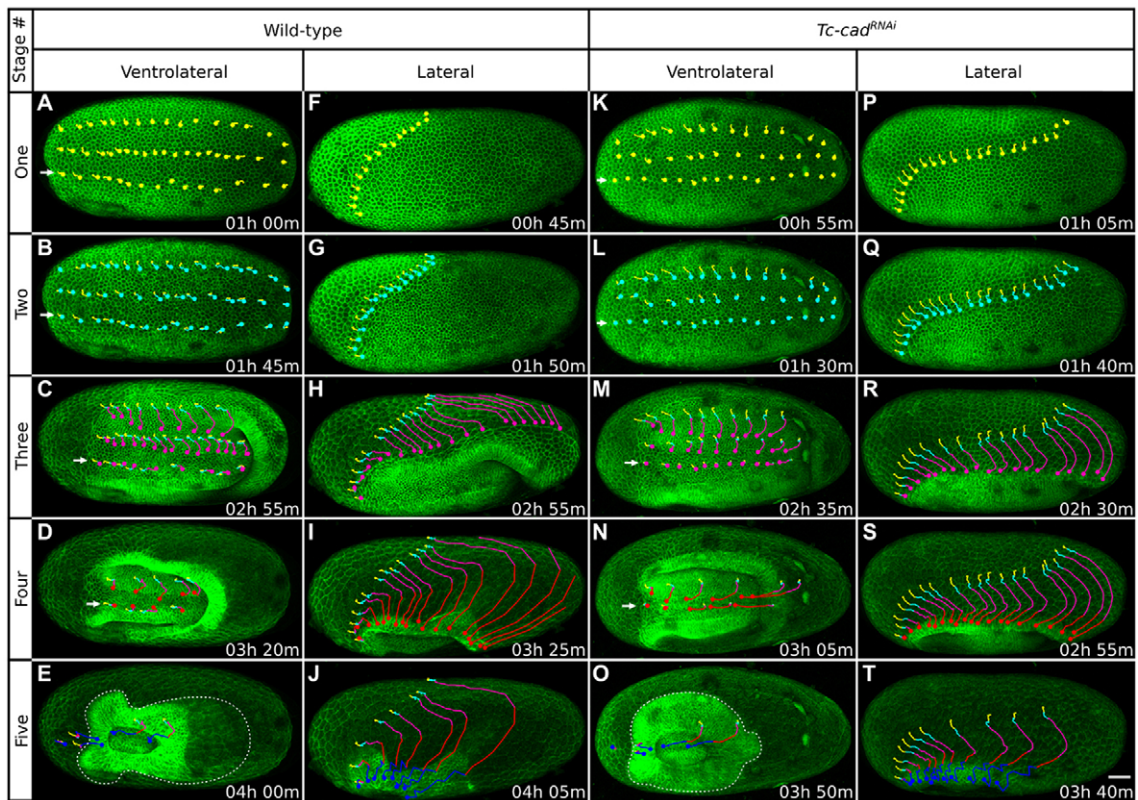 Stage #
Wild-type
Tc-cadRNAi
Ventrolateral
Lateral
Ventrolateral
Lateral
One
A
01h 00m
F
00h 45m
K
00h 55m
P
01h 05m
Two
B
01h 45m
G
01h 50m
L
01h 30m
Q
01h 40m
Three
C
02h 55m
H
02h 55m
M
02h 35m
R
02h 30m
Four
D
03h 20m
I
03h 25m
N
03h 05m
S
02h 55m
Five
E
04h 00m
J
04h 05m
O
03h 50m
T
03h 40m